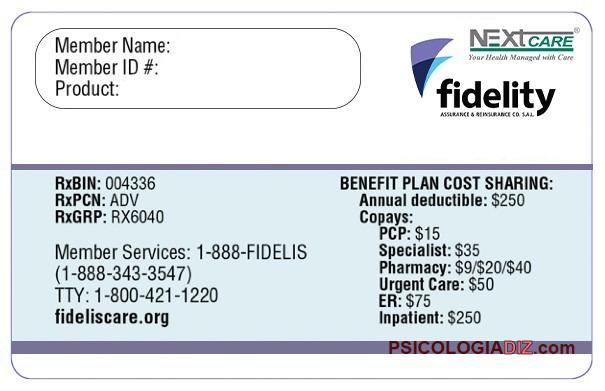 Member Name:
Member ID #:
Product:
NEXtCARE®
Your Health Managed with Care
fidelity
ASSURANCE & REINSURANCE CO. S.A.L.
RxBIN: 004336
RxPCN: ADV
RxGRP: RX6040
Member Services: 1-888-FIDELIS
(1-888-343-3547)
TTY: 1-800-421-1220
fideliscare.org
BENEFIT PLAN COST SHARING:
Annual deductible: $250
Copays:
PCP: $15
Specialist: $35
Pharmacy: $9/$20/$40
Urgent Care: $50
ER: $75
Inpatient: $250
PSICOLOGIADIZ.com